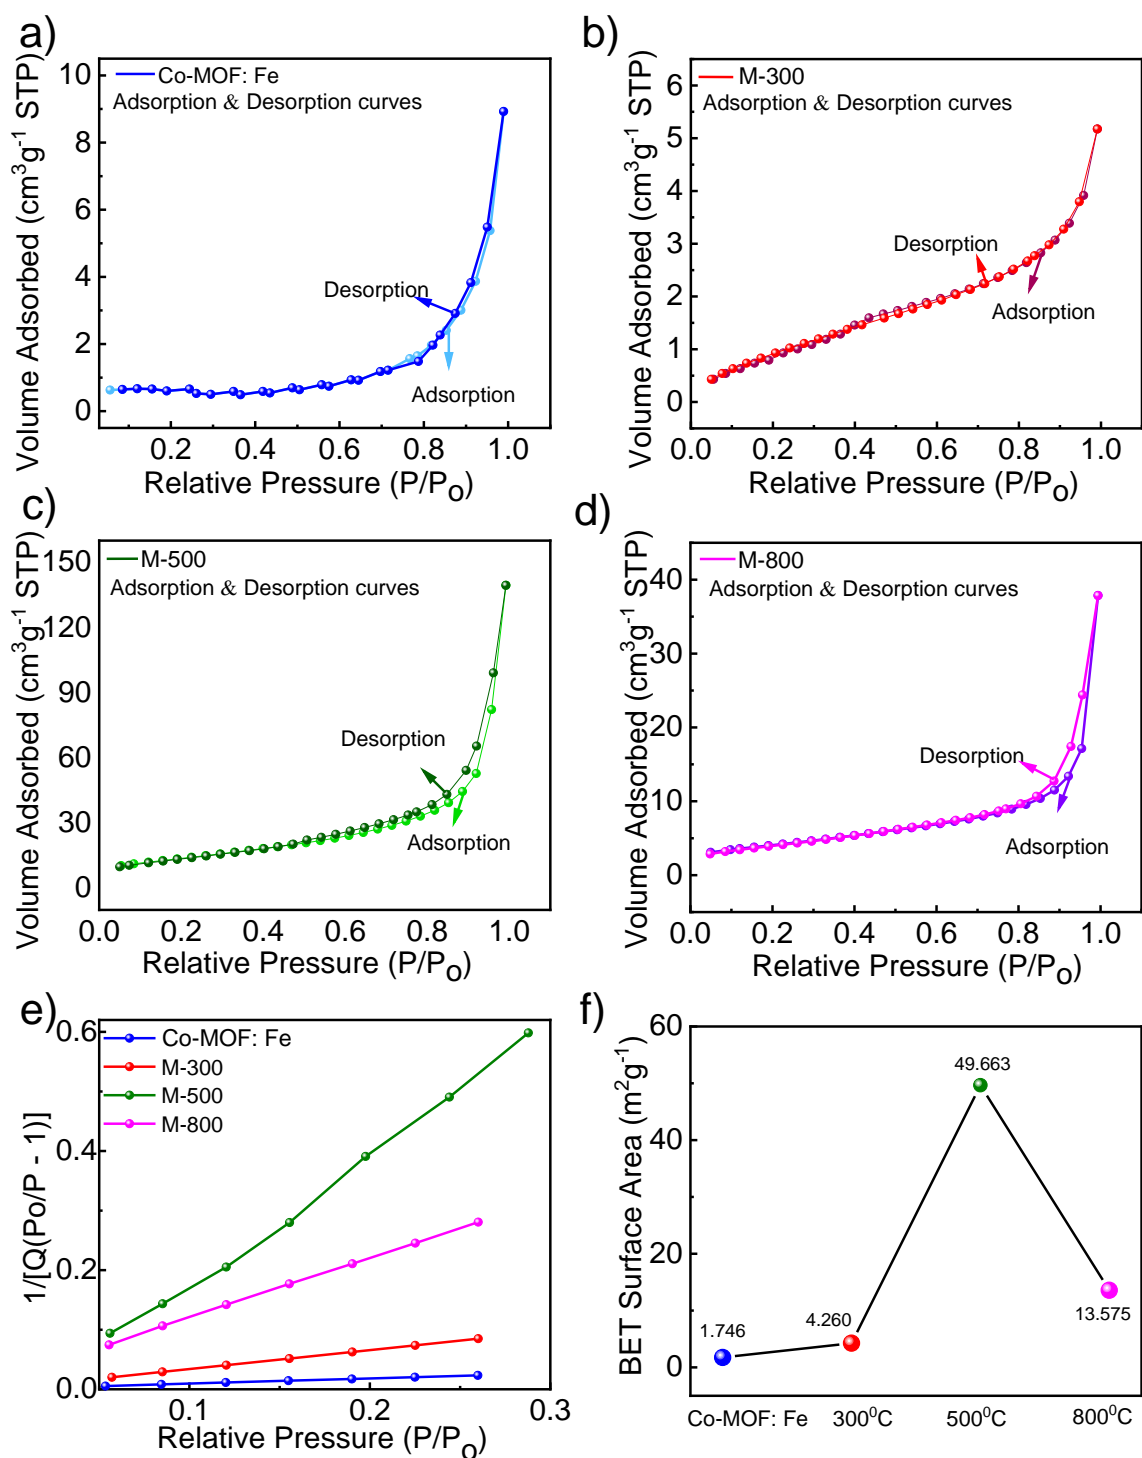 a)
Co-MOF: Fe
Adsorption & Desorption curves
Volume Adsorbed (cm³g⁻¹ STP)
10
8
6
4
2
0
Desorption
Adsorption
0.0 0.2 0.4 0.6 0.8 1.0
Relative Pressure (P/P₀)
b)
M-300
Adsorption & Desorption curves
Volume Adsorbed (cm³g⁻¹ STP)
6
5
4
3
2
1
0
Desorption
Adsorption
0.0 0.2 0.4 0.6 0.8 1.0
Relative Pressure (P/P₀)
c)
M-500
Adsorption & Desorption curves
Volume Adsorbed (cm³g⁻¹ STP)
150
120
90
60
30
0
Desorption
Adsorption
0.0 0.2 0.4 0.6 0.8 1.0
Relative Pressure (P/P₀)
d)
M-800
Adsorption & Desorption curves
Volume Adsorbed (cm³g⁻¹ STP)
40
30
20
10
0
Desorption
Adsorption
0.0 0.2 0.4 0.6 0.8 1.0
Relative Pressure (P/P₀)
e)
Co-MOF: Fe
M-300
M-500
M-800
1/[Q(Po/P - 1)]
0.6
0.4
0.2
0.0
0.1 0.2 0.3
Relative Pressure (P/P₀)
f)
BET Surface Area (m²g⁻¹)
60
40
20
0
49.663
1.746
4.260
13.575
Co-MOF: Fe 300⁰C 500⁰C 800⁰C